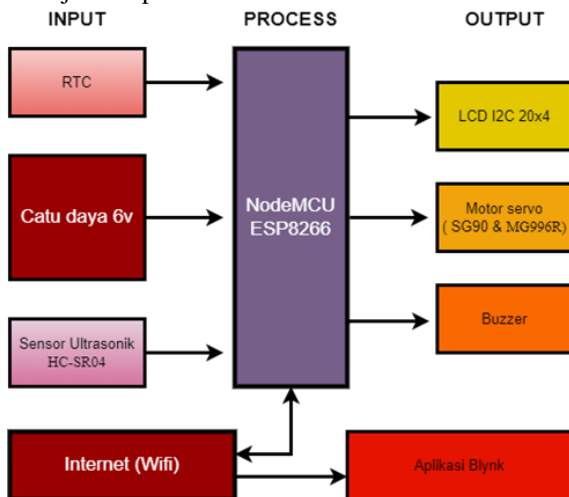 INPUT
PROCESS
OUTPUT
RTC
Catu daya 6v
Sensor Ultrasonik
HC-SR04
NodeMCU
ESP8266
LCD I2C 20x4
Motor servo
( SG90 & MG996R)
Buzzer
Internet (Wifi)
Aplikasi Blynk